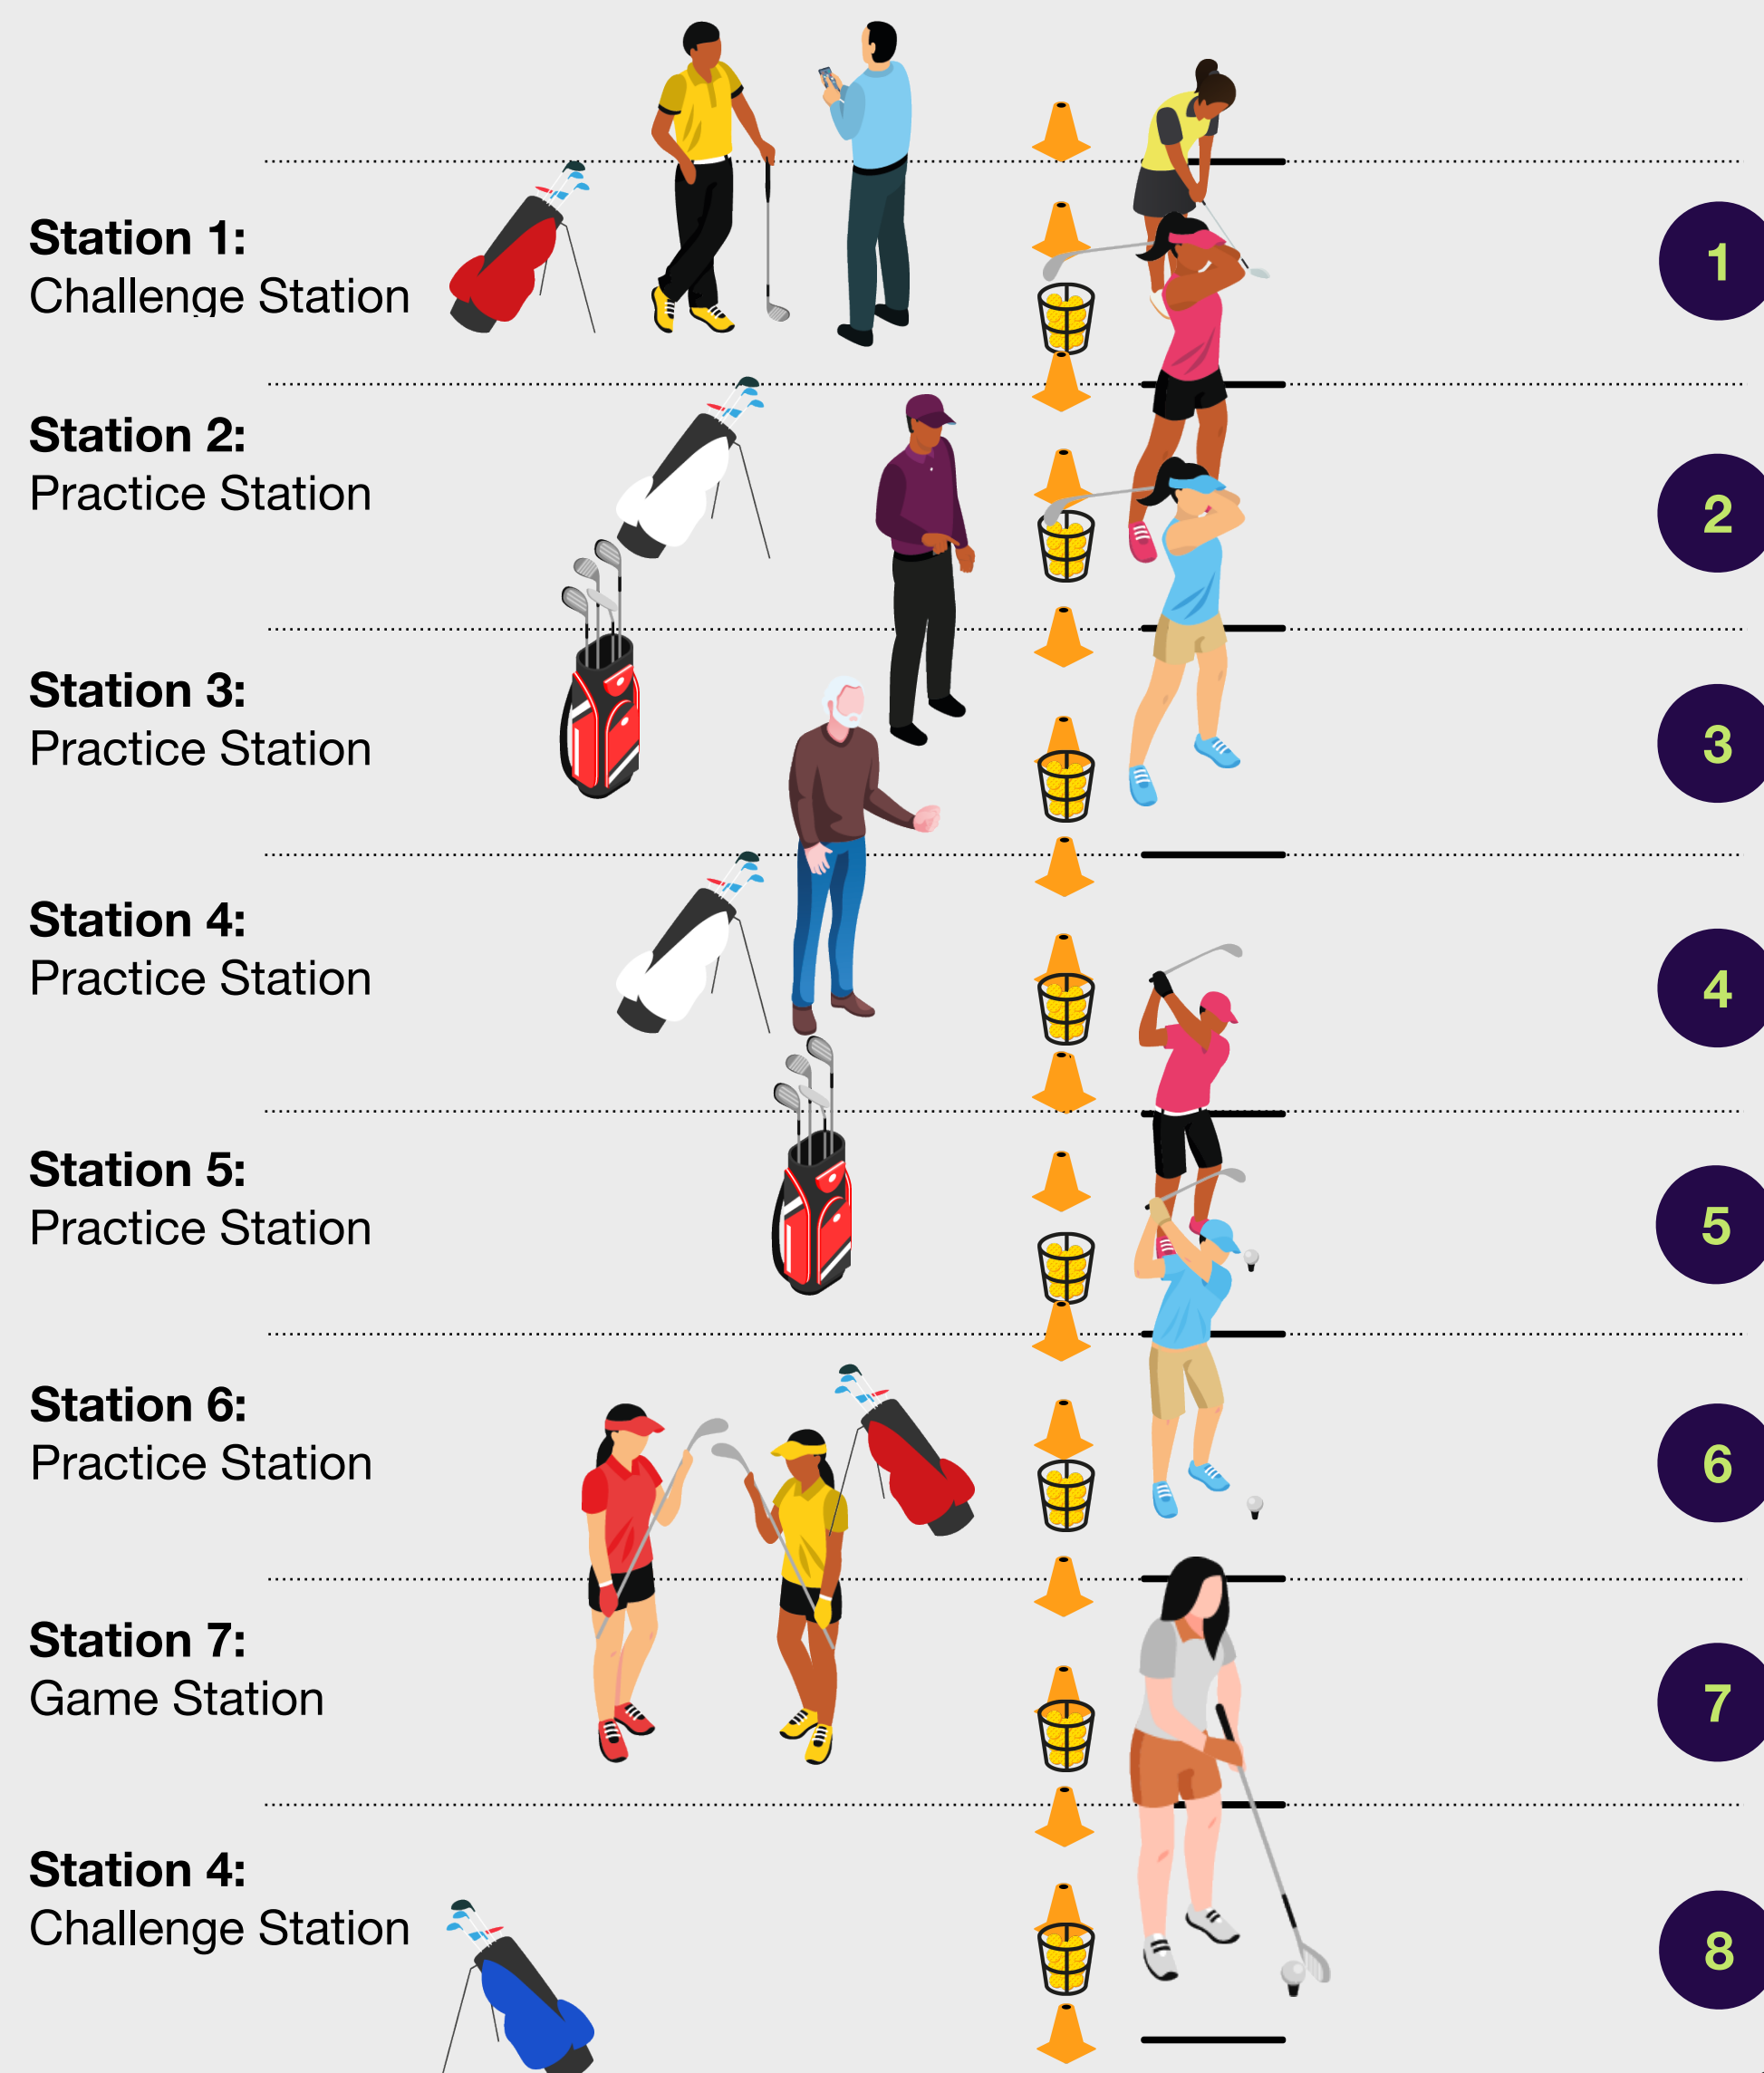 Station 1:
Challenge Station
1
Station 2:
Practice Station
2
Station 3:
Practice Station
3
Station 4:
Practice Station
4
Station 5:
Practice Station
5
Station 6:
Practice Station
6
Station 7:
Game Station
7
Station 4:
Challenge Station
8